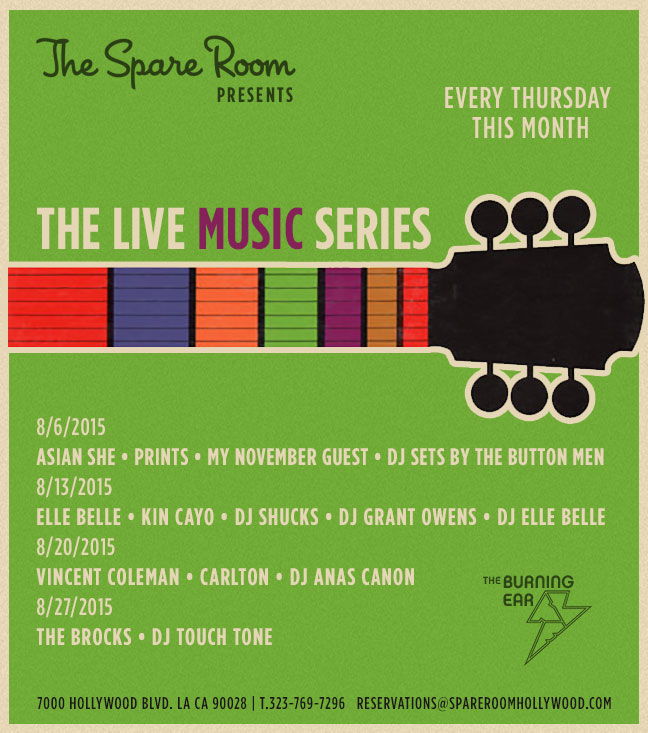 The Spare Room
PRESENTS
EVERY THURSDAY
THIS MONTH
THE LIVE MUSIC SERIES
8/6/2015
ASIAN SHE • PRINTS • MY NOVEMBER GUEST • DJ SETS BY THE BUTTON MEN
8/13/2015
ELLE BELLE • KIN CAYO • DJ SHUCKS • DJ GRANT OWENS • DJ ELLE BELLE
8/20/2015
VINCENT COLEMAN • CARLTON • DJ ANAS CANON
8/27/2015
THE BROCKS • DJ TOUCH TONE
THE BURNING
EAR
7000 HOLLYWOOD BLVD. LA CA 90028 | T.323-769-7296 RESERVATIONS@SPAREROOMHOLLYWOOD.COM